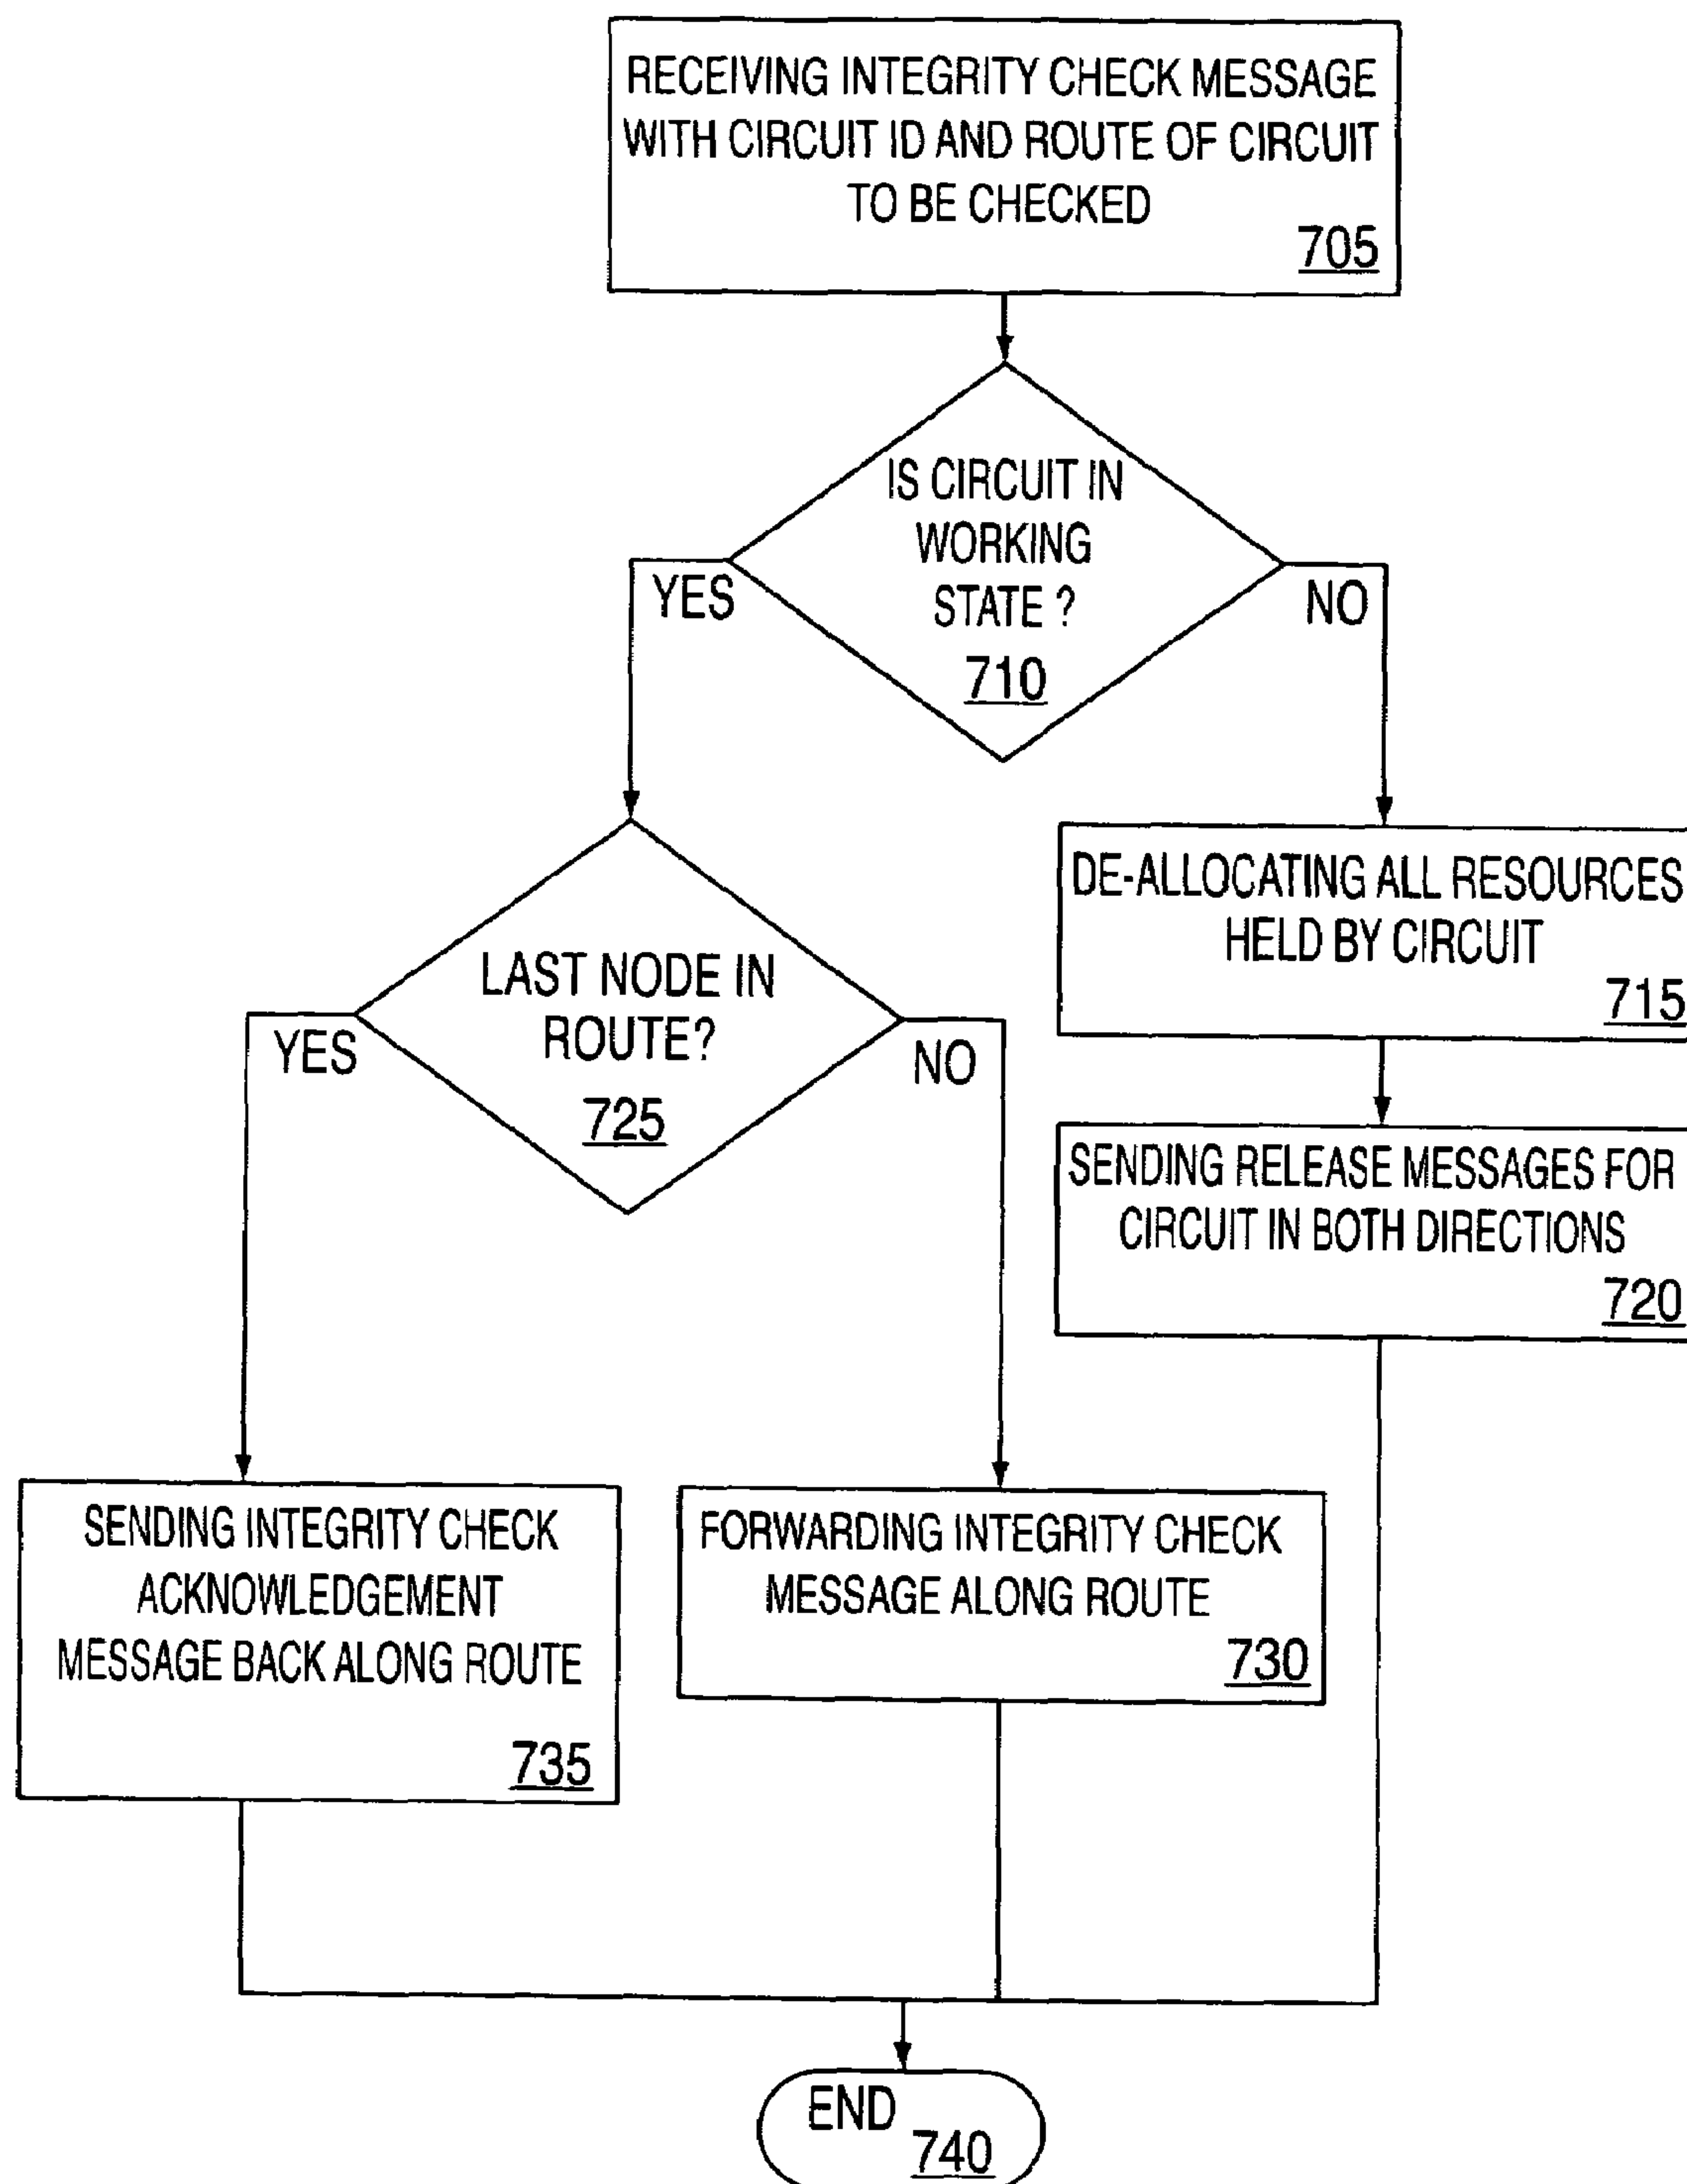 RECEIVING INTEGRITY CHECK MESSAGE
WITH CIRCUIT ID AND ROUTE OF CIRCUIT
TO BE CHECKED
705
IS CIRCUIT IN
WORKING
STATE ?
710
YES
NO
DE-ALLOCATING ALL RESOURCES
HELD BY CIRCUIT
715
LAST NODE IN
ROUTE?
725
YES
NO
SENDING RELEASE MESSAGES FOR
CIRCUIT IN BOTH DIRECTIONS
720
SENDING INTEGRITY CHECK
ACKNOWLEDGEMENT
MESSAGE BACK ALONG ROUTE
735
FORWARDING INTEGRITY CHECK
MESSAGE ALONG ROUTE
730
END
740